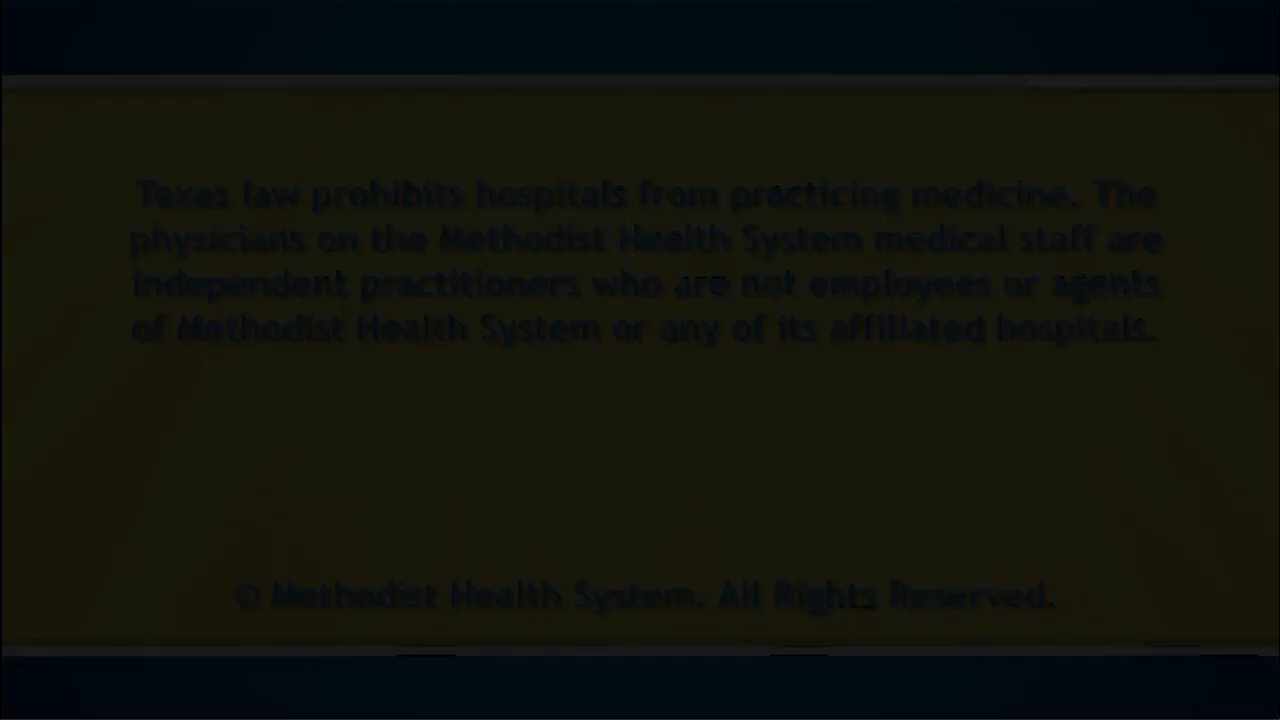 Texas law prohibits hospitals from practicing medicine. The
physicians on the Methodist Health System medical staff are
independent practitioners who are not employees or agents
of Methodist Health System or any of its affiliated hospitals.
© Methodist Health System. All Rights Reserved.